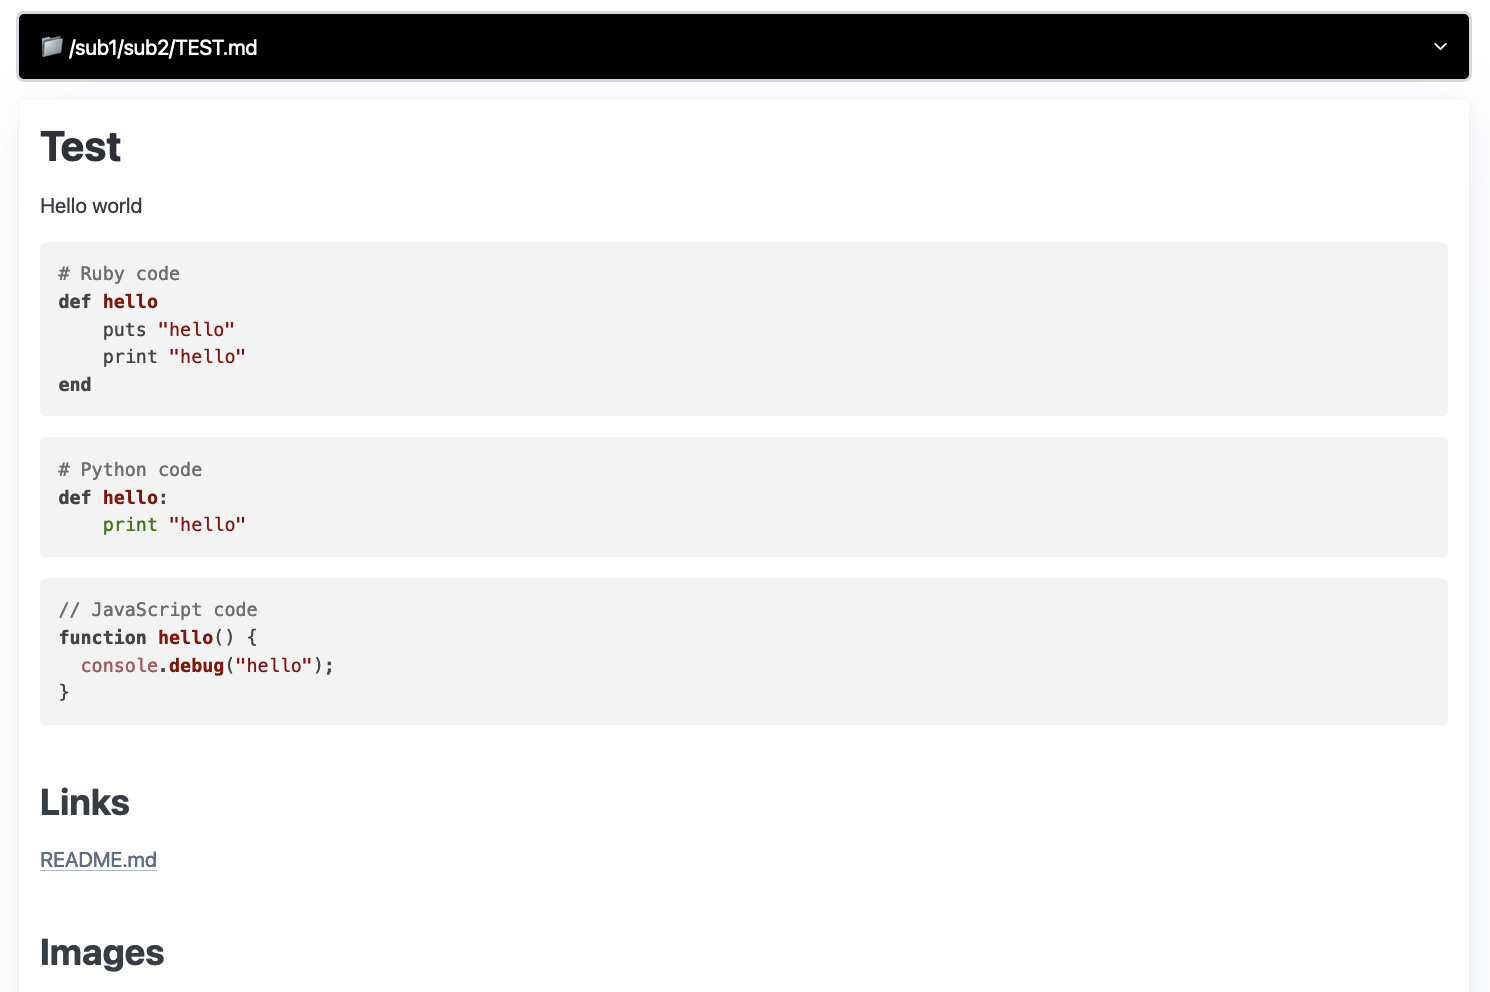 /sub1/sub2/TEST.md
Test
Hello world
# Ruby code
def hello
    puts "hello"
    print "hello"
end
# Python code
def hello:
    print "hello"
// JavaScript code
function hello() {
  console.debug("hello");
}
Links
README.md
Images